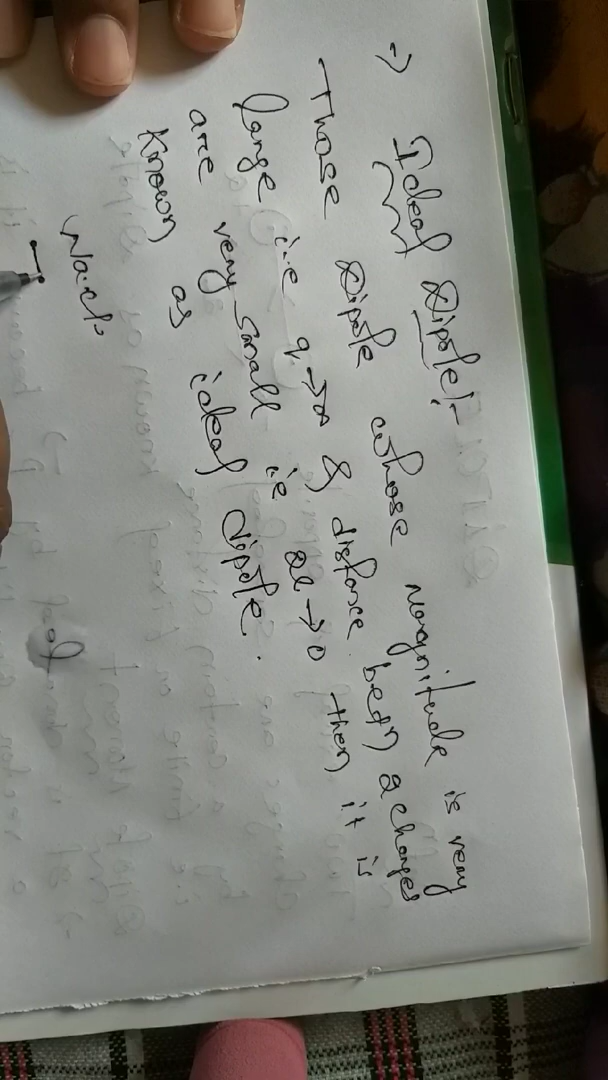 → Ideal Dipole:-
Those Dipole whose magnitude is very
large i.e q→∞ & distance betn 2 charges
are very small i.e 2l→0 then it is
known as ideal dipole.